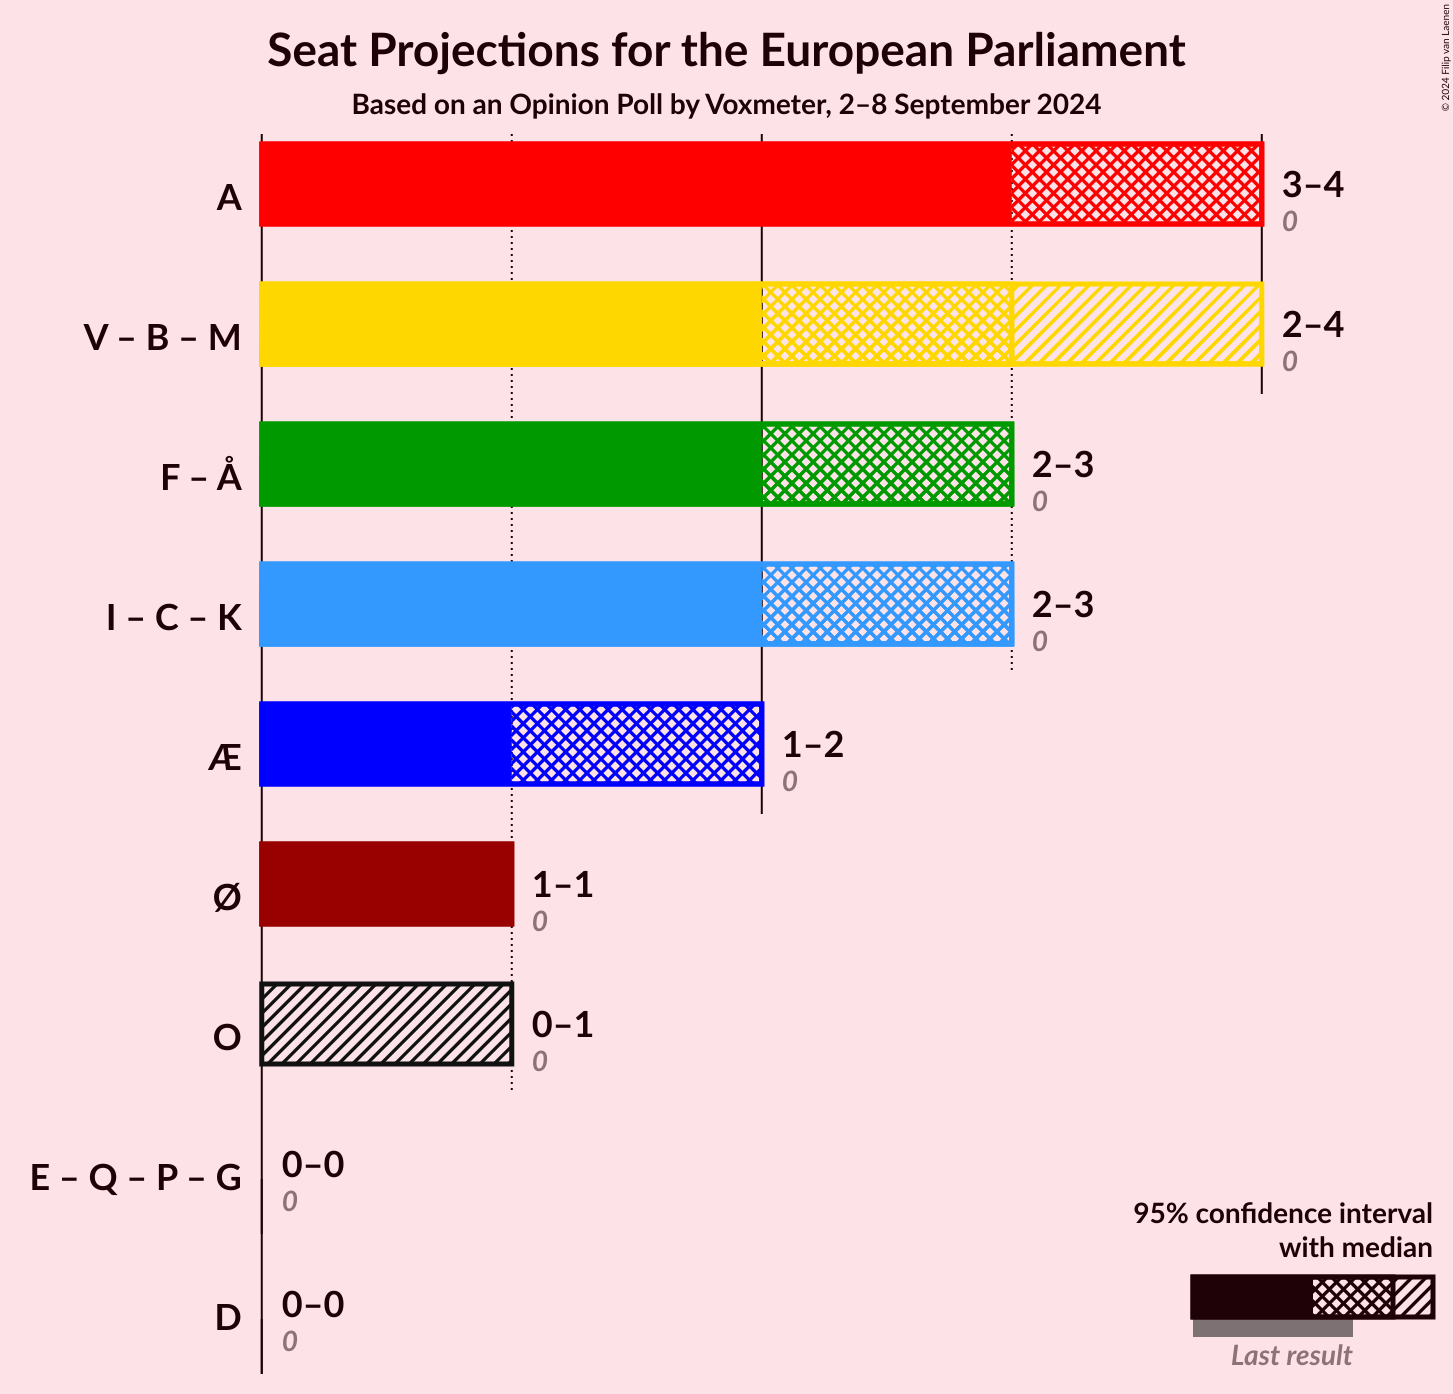 Seat Projections for the European Parliament
Based on an Opinion Poll by Voxmeter, 2–8 September 2024
© 2024 Filip van Laenen
A
3–4
0
V – B – M
2–4
0
F – Å
2–3
0
I – C – K
2–3
0
Æ
1–2
0
Ø
1–1
0
O
0–1
0
E – Q – P – G
0–0
0
D
0–0
0
95% confidence interval
with median
Last result